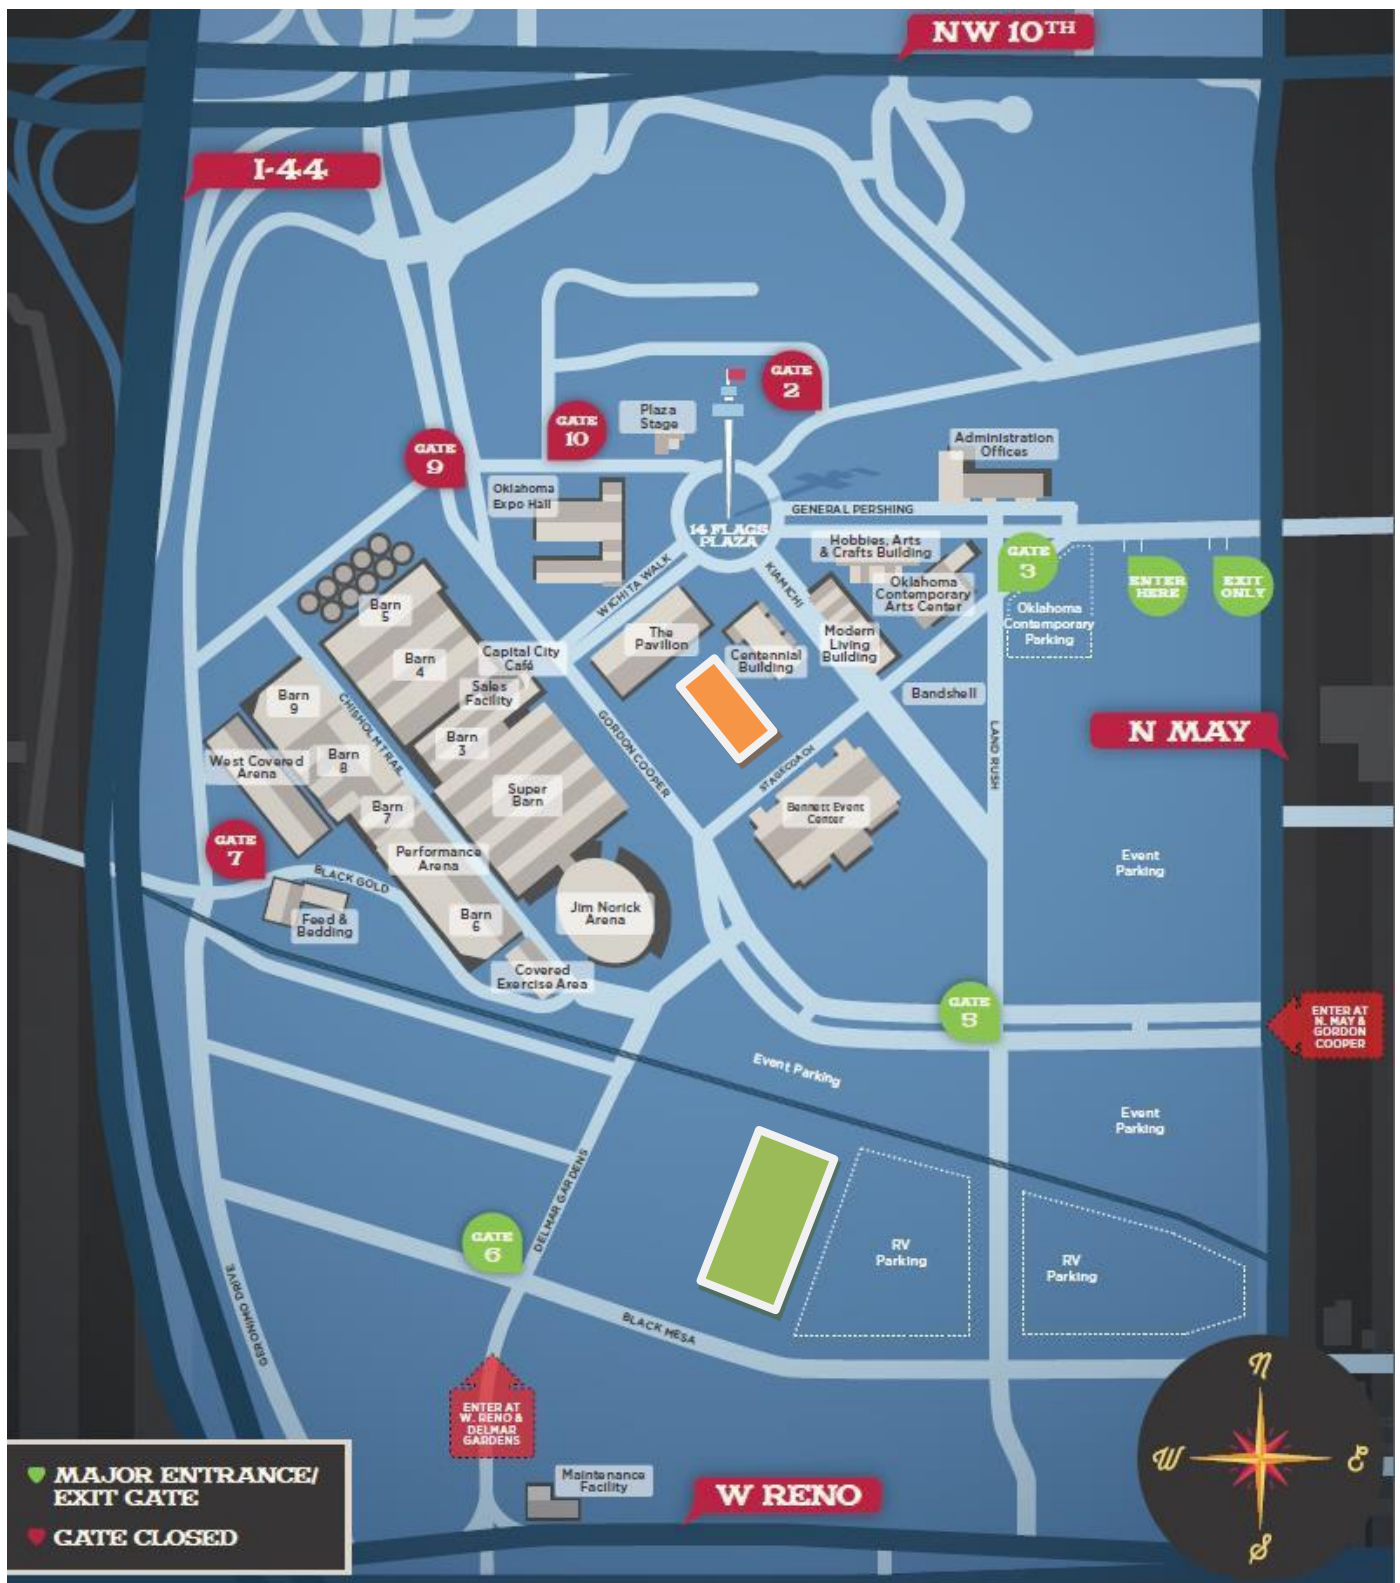 NW 10TH
I-44
GATE
2
GATE
10
Plaza
Stage
GATE
9
Administration
Offices
Oklahoma
Expo Hall
14 FLAGS
PLAZA
GENERAL PERSHING
Hobbies, Arts
& Crafts Building
GATE
3
ENTER
HERE
EXIT
ONLY
Oklahoma
Contemporary
Arts Center
Oklahoma
Contemporary
Parking
WICHITA WALK
KIAMICHI
Barn
5
The
Pavilion
Centennial
Building
Modern
Living
Building
Capital City
Café
Barn
4
Sales
Facility
Bandshell
Barn
9
CHISHOLM TRAIL
Barn
3
GORDON COOPER
LAND RUSH
N MAY
West Covered
Arena
Barn
8
STAGECOACH
Super
Barn
Barn
7
Bennett Event
Center
GATE
7
Performance
Arena
Event
Parking
BLACK GOLD
Feed &
Bedding
Barn
6
Jim Norick
Arena
Covered
Exercise Area
GATE
5
ENTER AT
N. MAY &
GORDON
COOPER
Event Parking
Event
Parking
DELMAR GARDENS
GATE
6
RV
Parking
RV
Parking
GERONIMO DRIVE
BLACK MESA
ENTER AT
W. RENO &
DELMAR
GARDENS
N
W
E
S
MAJOR ENTRANCE/
EXIT GATE
GATE CLOSED
Maintenance
Facility
W RENO